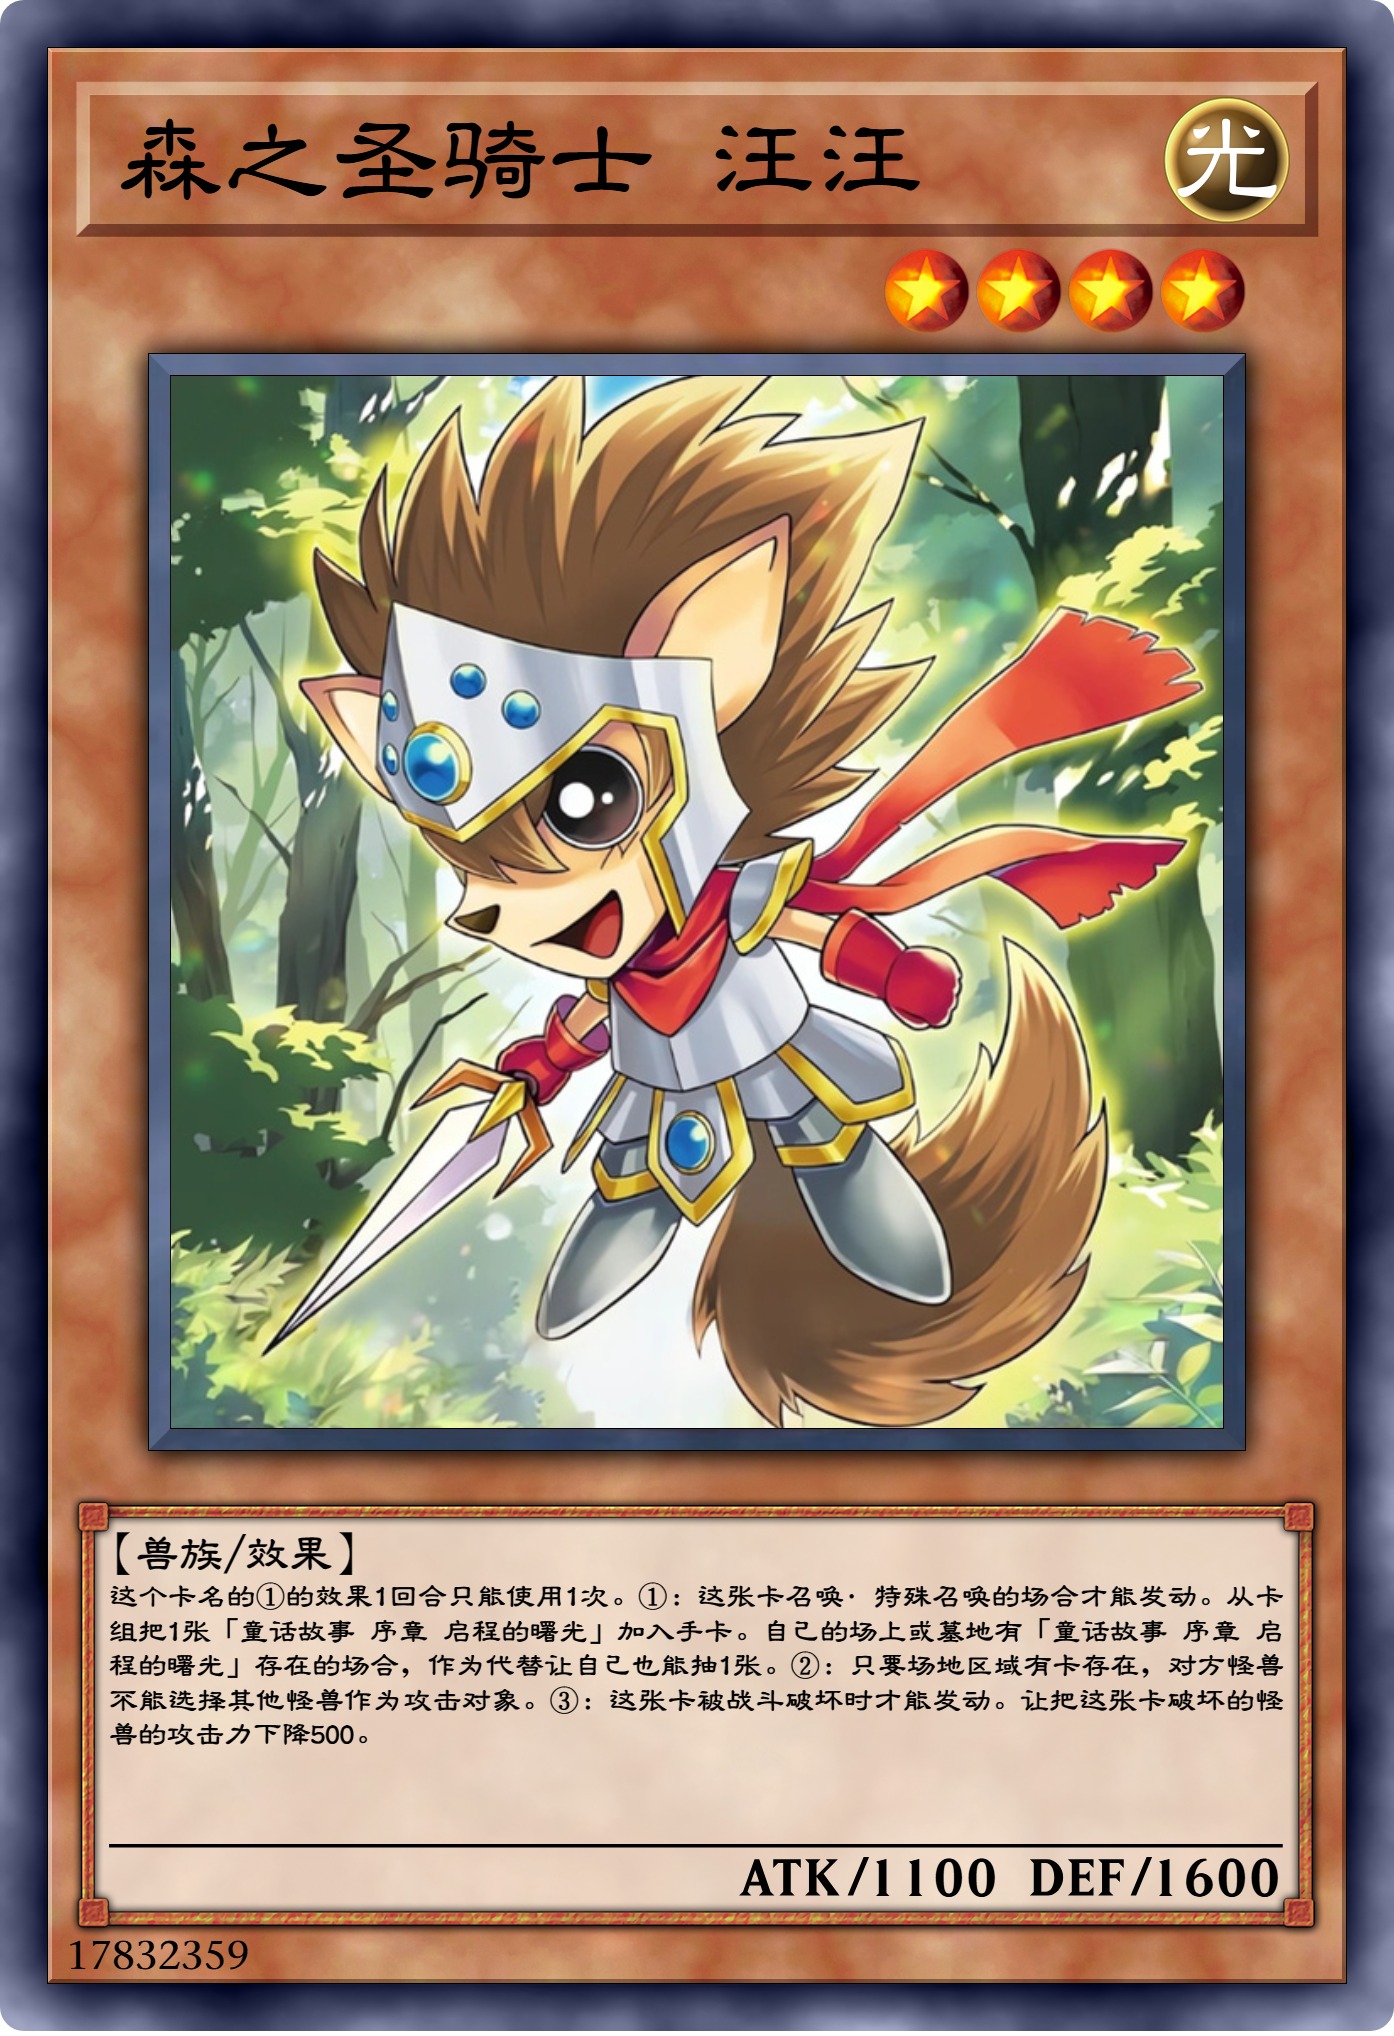 森之圣骑士 汪汪
光
【兽族/效果】
这个卡名的①的效果1回合只能使用1次。①：这张卡召唤·特殊召唤的场合才能发动。从卡
组把1张「童话故事 序章 启程的曙光」加入手卡。自己的场上或墓地有「童话故事 序章 启
程的曙光」存在的场合，作为代替让自己也能抽1张。②：只要场地区域有卡存在，对方怪兽
不能选择其他怪兽作为攻击对象。③：这张卡被战斗破坏时才能发动。让把这张卡破坏的怪
兽的攻击力下降500。
ATK/1100 DEF/1600
17832359